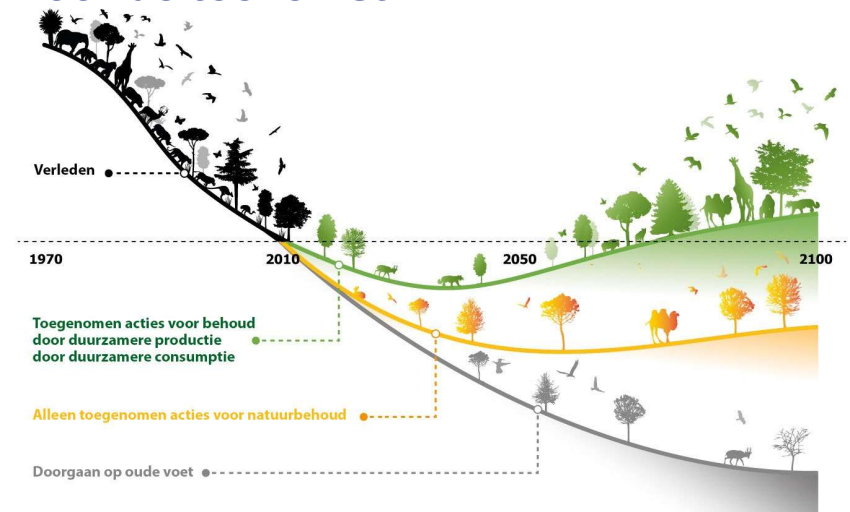 Verleden
1970 2010 2050 2100
Toegenomen acties voor behoud
door duurzamere productie
door duurzamere consumptie
Alleen toegenomen acties voor natuurbehoud
Doorgaan op oude voet